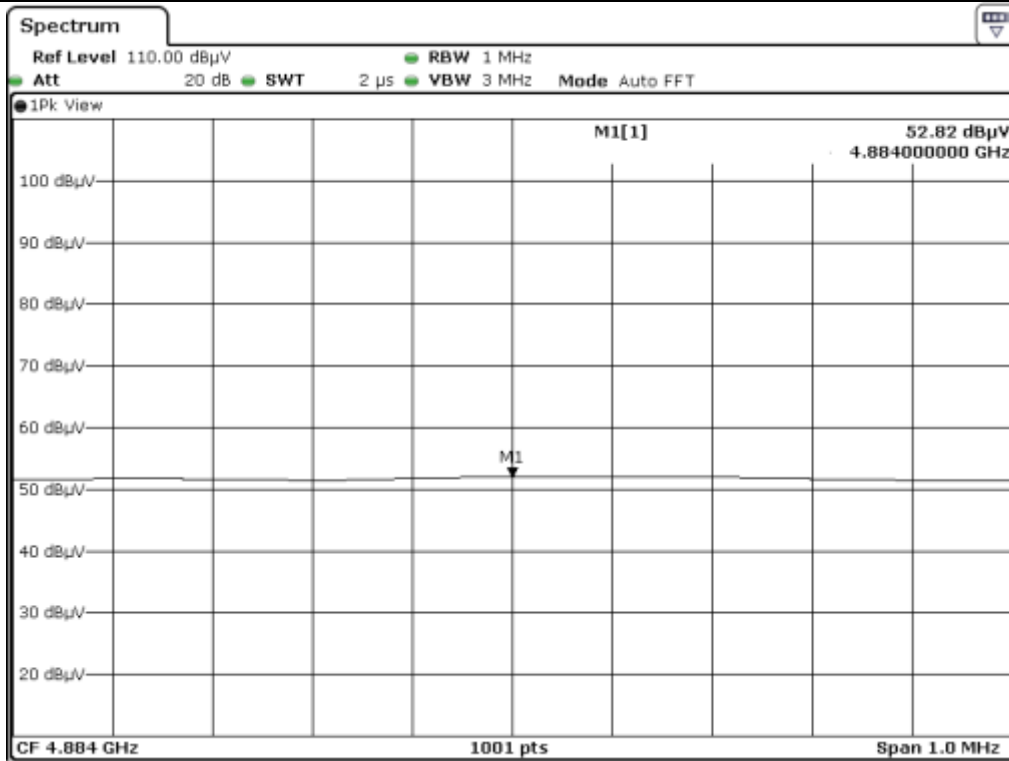 Spectrum
Ref Level 110.00 dBµV RBW 1 MHz
Att 20 dB SWT 2 µs VBW 3 MHz Mode Auto FFT
1Pk View
M1[1] 52.82 dBµV
4.884000000 GHz
100 dBµV
90 dBµV
80 dBµV
70 dBµV
60 dBµV
M1
50 dBµV
40 dBµV
30 dBµV
20 dBµV
CF 4.884 GHz 1001 pts Span 1.0 MHz